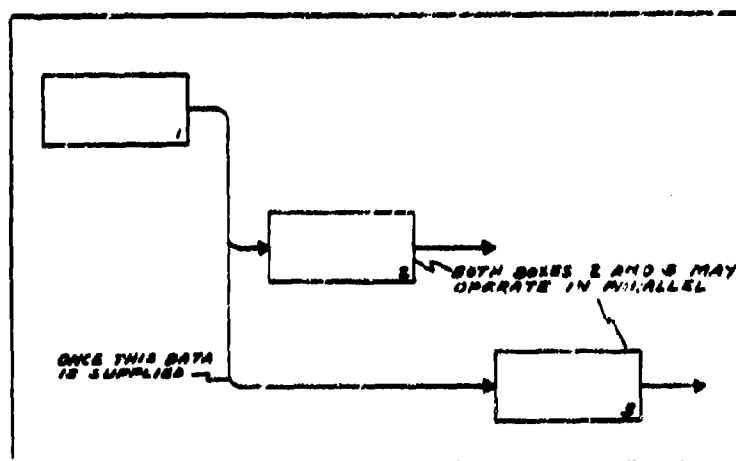 1
2
BOTH BOXES 2 AND 3 MAY
OPERATE IN PARALLEL
ONCE THIS DATA
IS SUPPLIED
3